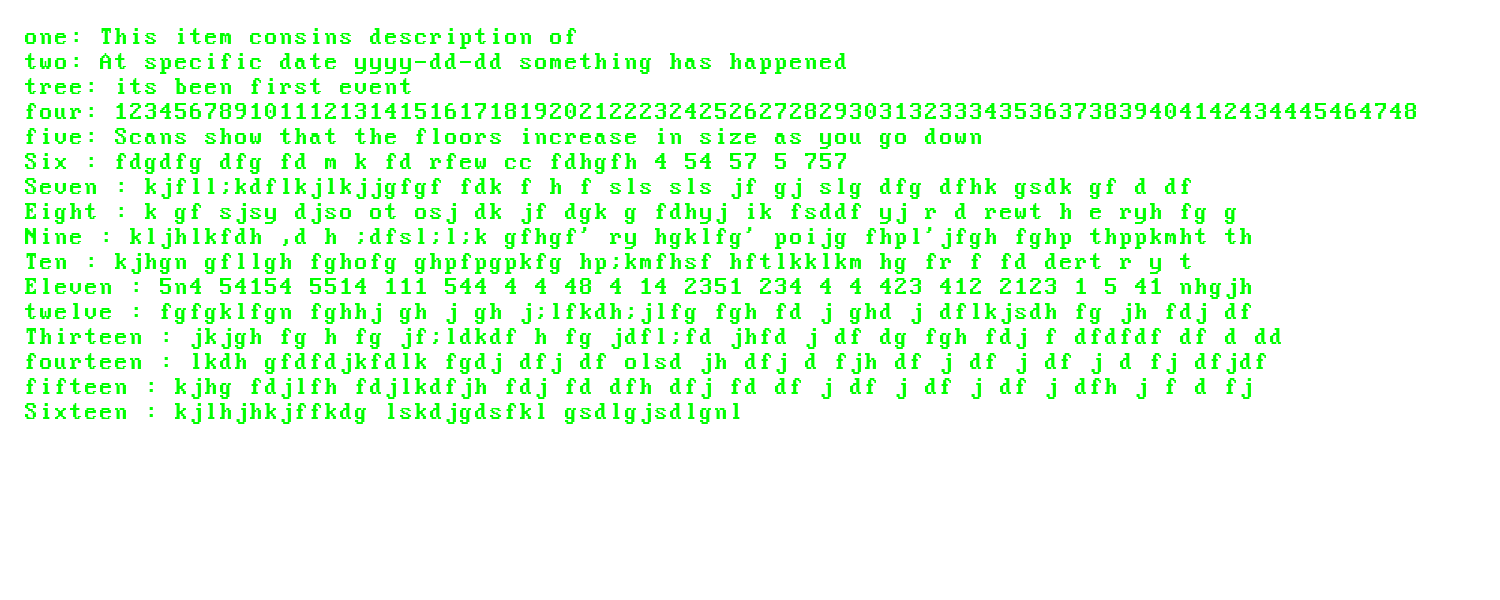 one: This item consins description of
two: At specific date yyyy-dd-dd something has happened
tree: its been first event
four: 123456789101112131415161718192021222324252627282930313233343536373839404142434445464748
five: Scans show that the floors increase in size as you go down
Six : fdgdfg dfg fd m k fd rfew cc fdhgfh 4 54 57 5 757
Seven : kjfll;kdflkjlkjjgfgf fdk f h f sls sls jf gj slg dfg dfhk gsdk gf d df
Eight : k gf sjsy djso ot osj dk jf dgk g fdhyj ik fsddf yj r d rewt h e ryh fg g
Nine : kljhlkfdh ,d h ;dfsl;l;k gfhgf' ry hgklfg' poijg fhpl'jfgh fghp thppkmht th
Ten : kjhgn gfllgh fghofg ghpfpgpkfg hp;kmfhsf hftlkklkm hg fr f fd dert r y t
Eleven : 5n4 54154 5514 111 544 4 4 48 4 14 2351 234 4 4 423 412 2123 1 5 41 nhgjh
twelve : fgfgklfgn fghhj gh j gh j;lfkdh;jlfg fgh fd j ghd j dflkjsdh fg jh fdj df
Thirteen : jkjgh fg h fg jf;ldkdf h fg jdfl;fd jhfd j df dg fgh fdj f dfdfdf df d dd
fourteen : lkdh gfdfdjkfdlk fgdj dfj df olsd jh dfj d fjh df j df j df j d fj dfjdf
fifteen : kjhg fdjlfh fdjlkdfjh fdj fd dfh dfj fd df j df j df j df j dfh j f d fj
Sixteen : kjlhjhkjffkdg lskdjgdsfkl gsdlgjsdlgnl